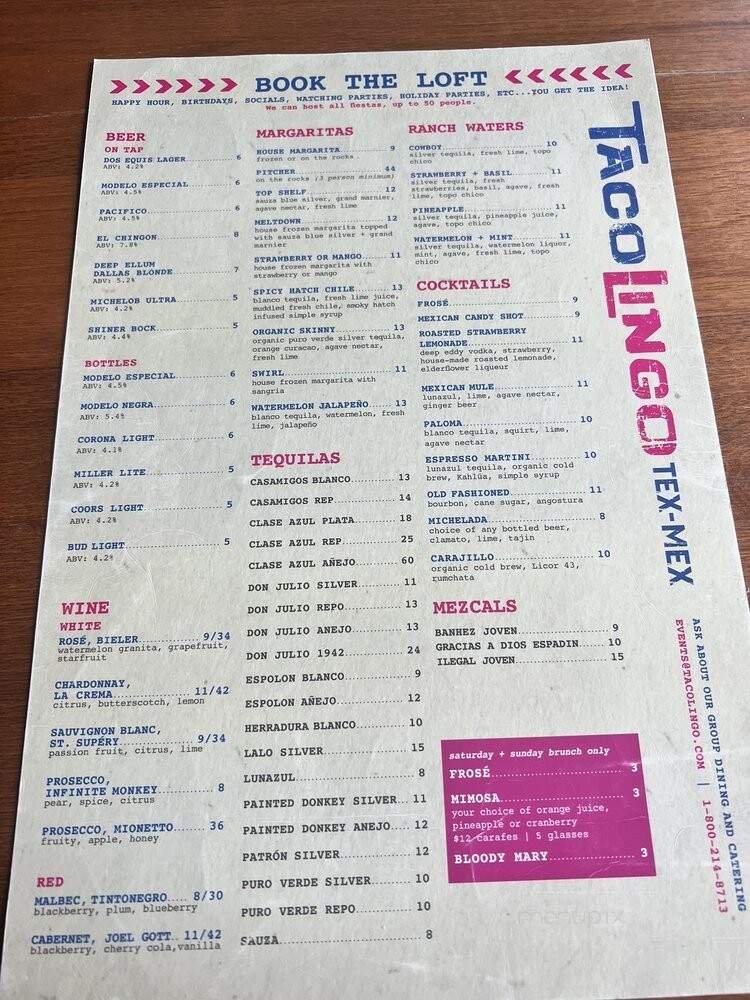 BOOK THE LOFT
HAPPY HOUR, BIRTHDAYS, SOCIALS, WATCHING PARTIES, HOLIDAY PARTIES, ETC...YOU GET THE IDEA!
We can host all fiestas, up to 50 people.
BEER
ON TAP
DOS EQUIS LAGER 6
ABV: 4.2%
MODELO ESPECIAL 6
ABV: 4.5%
PACIFICO 6
ABV: 4.5%
EL CHINGON 8
ABV: 7.8%
DEEP ELLUM
DALLAS BLONDE 7
ABV: 5.2%
MICHELOB ULTRA 5
ABV: 4.2%
SHINER BOCK 5
ABV: 4.4%
BOTTLES
MODELO ESPECIAL 6
ABV: 4.5%
MODELO NEGRA 6
ABV: 5.4%
CORONA LIGHT 6
ABV: 4.1%
MILLER LITE 5
ABV: 4.2%
COORS LIGHT 5
ABV: 4.2%
BUD LIGHT 5
ABV: 4.2%
WINE
WHITE
ROSÉ, BIELER 9/34
watermelon granita, grapefruit,
starfruit
CHARDONNAY,
LA CREMA 11/42
citrus, butterscotch, lemon
SAUVIGNON BLANC,
ST. SUPÉRY 9/34
passion fruit, citrus, lime
PROSECCO,
INFINITE MONKEY 8
pear, spice, citrus
PROSECCO, MIONETTO 36
fruity, apple, honey
RED
MALBEC, TINTONEGRO 8/30
blackberry, plum, blueberry
CABERNET, JOEL GOTT 11/42
blackberry, cherry cola, vanilla
MARGARITAS
HOUSE MARGARITA 9
frozen or on the rocks
PITCHER 44
on the rocks (3 person minimum)
TOP SHELF 12
sauza blue silver, grand marnier,
agave nectar, fresh lime
MELTDOWN 12
house frozen margarita topped
with sauza blue silver + grand
marnier
STRAWBERRY OR MANGO 11
house frozen margarita with
strawberry or mango
SPICY HATCH CHILE 13
blanco tequila, fresh lime juice,
muddled fresh chile, smoky hatch
infused simple syrup
ORGANIC SKINNY 13
organic puro verde silver tequila,
orange curacao, agave nectar,
fresh lime
SWIRL 11
house frozen margarita with
sangria
WATERMELON JALAPEÑO 13
blanco tequila, watermelon, fresh
lime, jalapeño
TEQUILAS
CASAMIGOS BLANCO 13
CASAMIGOS REP 14
CLASE AZUL PLATA 18
CLASE AZUL REP 25
CLASE AZUL AÑEJO 60
DON JULIO SILVER 11
DON JULIO REPO 13
DON JULIO ANEJO 13
DON JULIO 1942 24
ESPOLON BLANCO 9
ESPOLON AÑEJO 12
HERRADURA BLANCO 10
LALO SILVER 15
LUNAZUL 8
PAINTED DONKEY SILVER 11
PAINTED DONKEY ANEJO 12
PATRÓN SILVER 12
PURO VERDE SILVER 10
PURO VERDE REPO 10
SAUZA 8
RANCH WATERS
COWBOY 10
silver tequila, fresh lime, topo
chico
STRAWBERRY + BASIL 11
silver tequila, fresh
strawberries, basil, agave, fresh
lime, topo chico
PINEAPPLE 11
silver tequila, pineapple juice,
agave, topo chico
WATERMELON + MINT 11
silver tequila, watermelon liquor,
mint, agave, fresh lime, topo
chico
COCKTAILS
FROSÉ 9
MEXICAN CANDY SHOT 9
ROASTED STRAWBERRY
LEMONADE 11
deep eddy vodka, strawberry,
house-made roasted lemonade,
elderflower liqueur
MEXICAN MULE 11
lunazul, lime, agave nectar,
ginger beer
PALOMA 10
blanco tequila, squirt, lime,
agave nectar
ESPRESSO MARTINI 10
lunazul tequila, organic cold
brew, Kahlúa, simple syrup
OLD FASHIONED 11
bourbon, cane sugar, angostura
MICHELADA 8
choice of any bottled beer,
clamato, lime, tajin
CARAJILLO 10
organic cold brew, Licor 43,
rumchata
MEZCALS
BANHEZ JOVEN 9
GRACIAS A DIOS ESPADIN 10
ILEGAL JOVEN 15
saturday + sunday brunch only
FROSÉ 3
MIMOSA 3
your choice of orange juice,
pineapple or cranberry
$12 carafes | 5 glasses
BLOODY MARY 3
TACO LINGO TEX-MEX
ASK ABOUT OUR GROUP DINING AND CATERING
EVENTS@TACOLINGO.COM | 1-800-214-8713